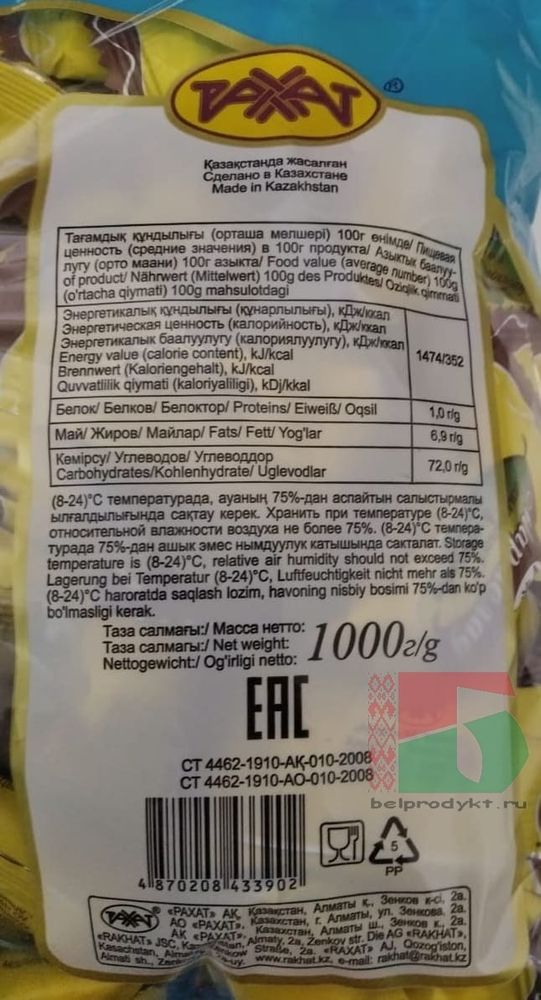 РАХАТ ®
Қазақстанда жасалған
Сделано в Казахстане
Made in Kazakhstan
Тағамдық құндылығы (орташа мөлшері) 100г өнімде/ Пищевая
ценность (средние значения) в 100г продукта/ Азыктык баалуу-
лугу (орто маани) 100г азыкта/ Food value (average number) 100g
of product/ Nährwert (Mittelwert) 100g des Produktes/ Oziqlik qimmati
(o'rtacha qiymati) 100g mahsulotdagi
Энергетикалық құндылығы (құнарлылығы), кДж/ккал
Энергетическая ценность (калорийность), кДж/ккал
Энергетикалык баалуулугу (калориялуулугу), кДж/ккал
Energy value (calorie content), kJ/kcal
Brennwert (Kaloriengehalt), kJ/kcal
Quvvatlilik qiymati (kaloriyaliligi), kDj/kkal
1474/352
Белок/ Белков/ Белоктор/ Proteins/ Eiweiß/ Oqsil
1,0 г/g
Май/ Жиров/ Майлар/ Fats/ Fett/ Yog'lar
6,9 г/g
Көмірсу/ Углеводов/ Углеводдор
Carbohydrates/Kohlenhydrate/ Uglevodlar
72,0 г/g
(8-24)°C температурада, ауаның 75%-дан аспайтын салыстырмалы
ылғалдылығында сақтау керек. Хранить при температуре (8-24)°C,
относительной влажности воздуха не более 75%. (8-24)°C темпера-
турада 75%-дан ашык эмес нымдуулук катышында сакталат. Storage
temperature is (8-24)°C, relative air humidity should not exceed 75%.
Lagerung bei Temperatur (8-24)°C, Luftfeuchtigkeit nicht mehr als 75%.
(8-24)°C haroratda saqlash lozim, havoning nisbiy bosimi 75%-dan ko'p
bo'lmasligi kerak.
Таза салмағы:/ Масса нетто:
Таза салмагы:/ Net weight:
Nettogewicht:/ Og'irligi netto:
1000г/g
EAC
СТ 4462-1910-АҚ-010-2008
СТ 4462-1910-АО-010-2008
belprodykt.ru
4 870208 433902
5
PP
РАХАТ ® «РАХАТ» АҚ, Қазақстан, Алматы қ., Зенков к-сі, 2а.
АО «РАХАТ», Казахстан, г. Алматы, ул. Зенкова, 2а.
АК «РАХАТ», Казахстан, Алматы ш., Зенков к., 2а.
«RAKHAT» JSC, Almaty, 2a, Zenkov str. Die AG «RAKHAT»,
Kasachstan, Straße, 2a. «RAXAT» AJ, Qozog'iston,
Almati sh., www.rakhat.kz, e-mail: rakhat@rakhat.kz